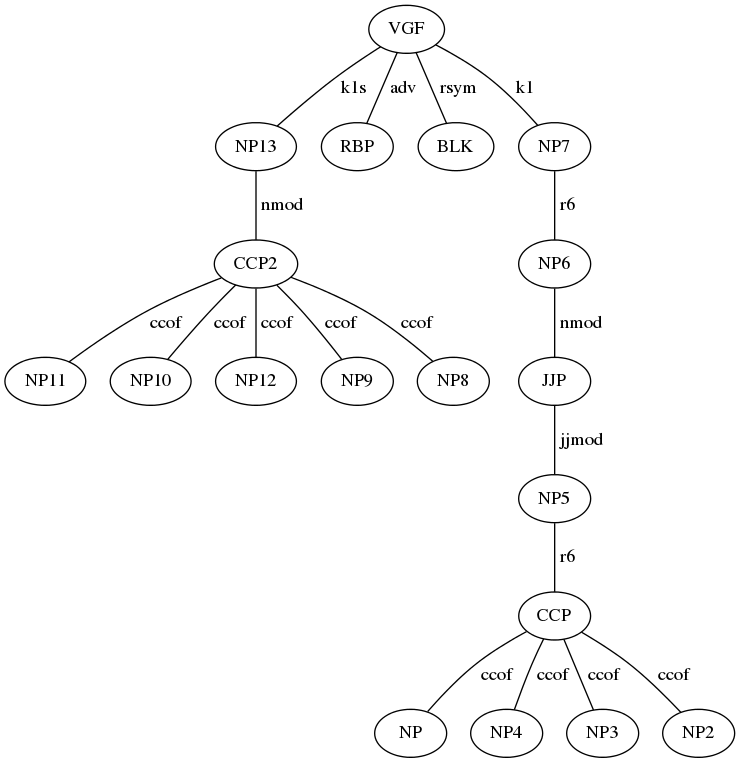 VGF
k1s adv rsym k1
NP13 RBP BLK NP7
nmod r6
CCP2 NP6
ccof ccof ccof ccof ccof nmod
NP11 NP10 NP12 NP9 NP8 JJP
jjmod
NP5
r6
CCP
ccof ccof ccof ccof
NP NP4 NP3 NP2